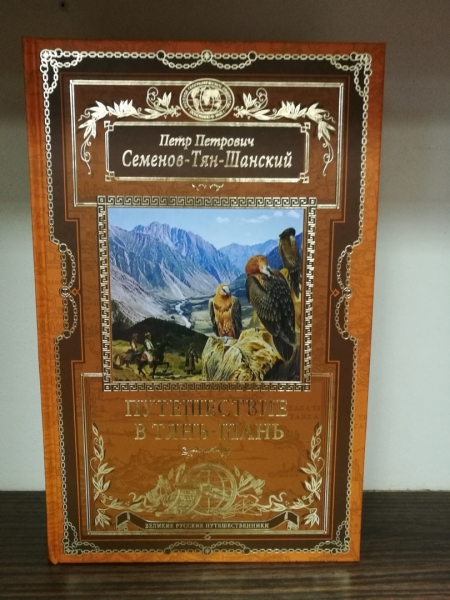 Петр Петрович
Семенов-Тян-Шанский
ПУТЕШЕСТВИЕ
В ТЯНЬ-ШАНЬ
ВЕЛИКИЕ РУССКИЕ ПУТЕШЕСТВЕННИКИ